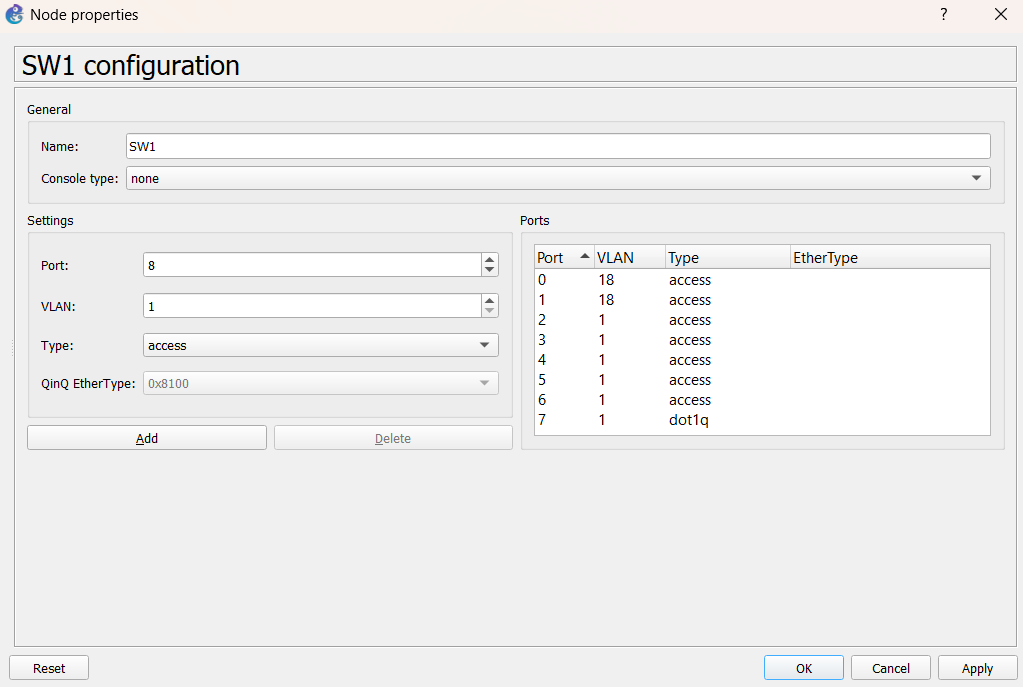 Node properties ?
SW1 configuration
General
Name: SW1
Console type: none
Settings
Port: 8
VLAN: 1
Type: access
QinQ EtherType: 0x8100
Add Delete
Ports
Port VLAN Type EtherType
0 18 access
1 18 access
2 1 access
3 1 access
4 1 access
5 1 access
6 1 access
7 1 dot1q
Reset OK Cancel Apply